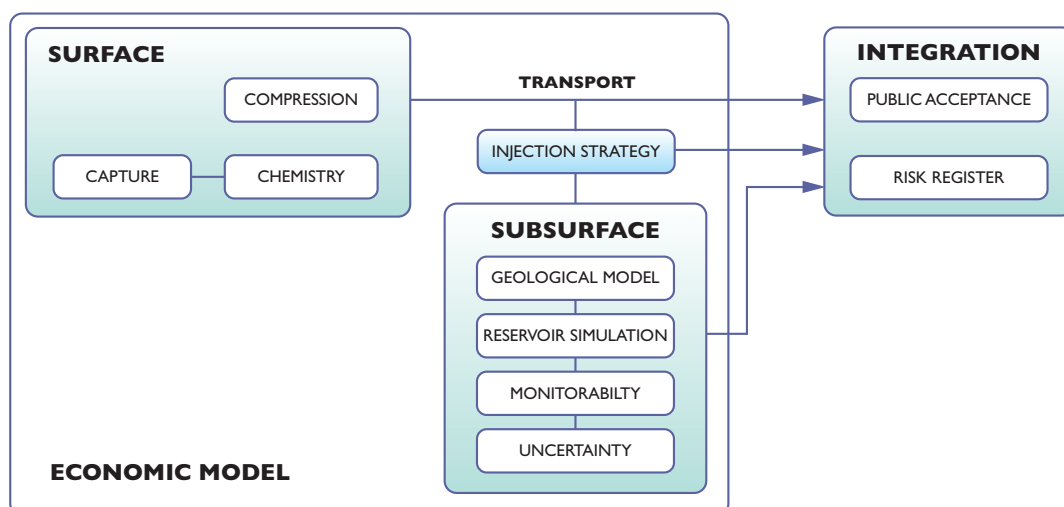 SURFACE
COMPRESSION
CAPTURE
CHEMISTRY
TRANSPORT
INJECTION STRATEGY
SUBSURFACE
GEOLOGICAL MODEL
RESERVOIR SIMULATION
MONITORABILTY
UNCERTAINTY
ECONOMIC MODEL
INTEGRATION
PUBLIC ACCEPTANCE
RISK REGISTER